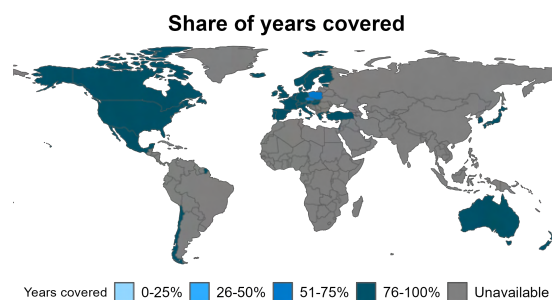 Share of years covered
Years covered 0-25% 26-50% 51-75% 76-100% Unavailable